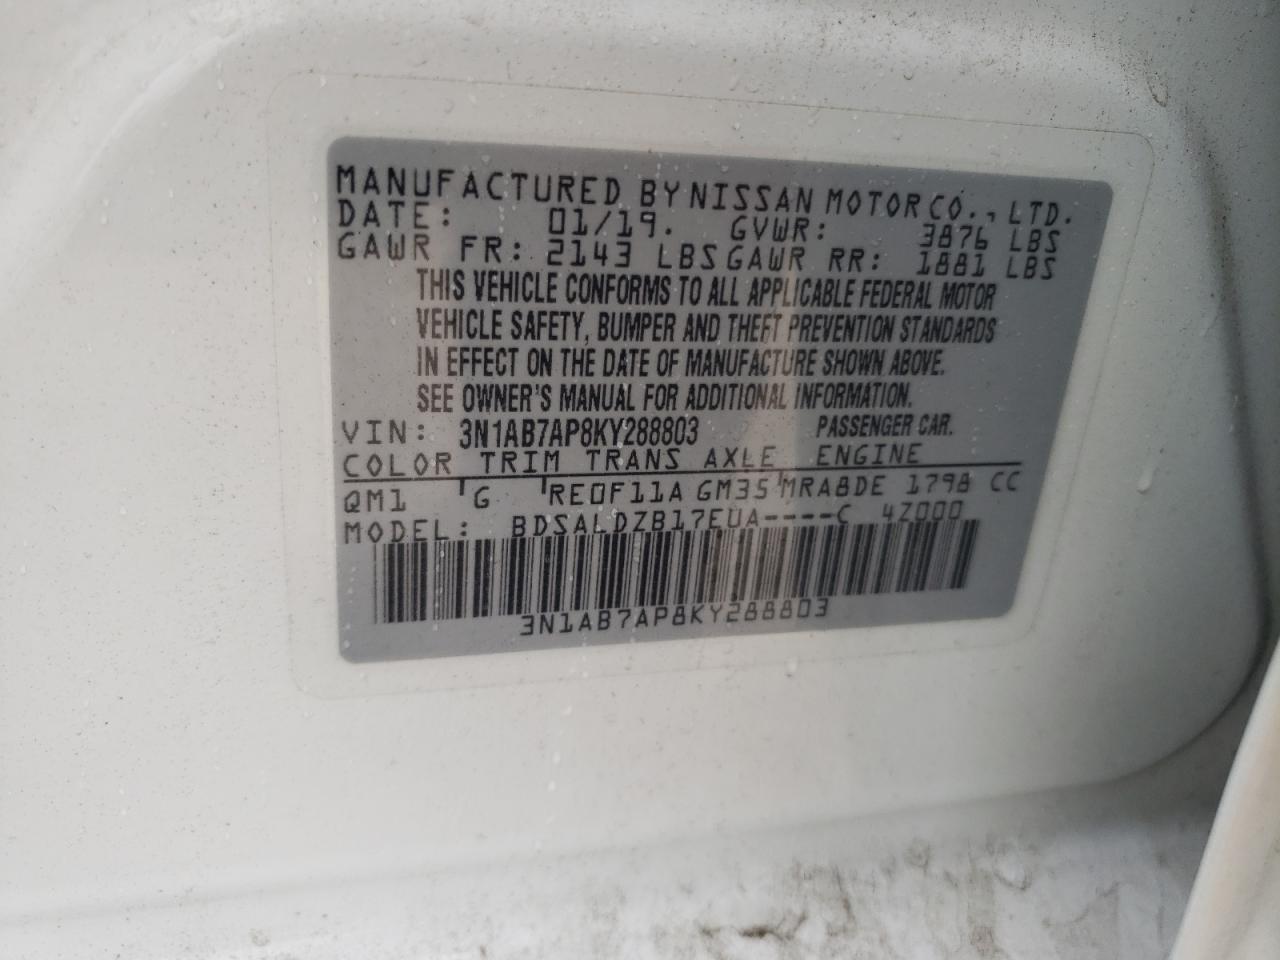 MANUFACTURED BY NISSAN MOTOR CO., LTD.
DATE: 01/19. GVWR: 3876 LBS
GAWR FR: 2143 LBS GAWR RR: 1881 LBS
THIS VEHICLE CONFORMS TO ALL APPLICABLE FEDERAL MOTOR
VEHICLE SAFETY, BUMPER AND THEFT PREVENTION STANDARDS
IN EFFECT ON THE DATE OF MANUFACTURE SHOWN ABOVE.
SEE OWNER'S MANUAL FOR ADDITIONAL INFORMATION.
VIN: 3N1AB7AP8KY288803 PASSENGER CAR.
COLOR TRIM TRANS AXLE ENGINE
QM1 G RE0F11A GM35 MRA8DE 1798 CC
MODEL: BDSALDZB17EUA----C 4Z000
3N1AB7AP8KY288803